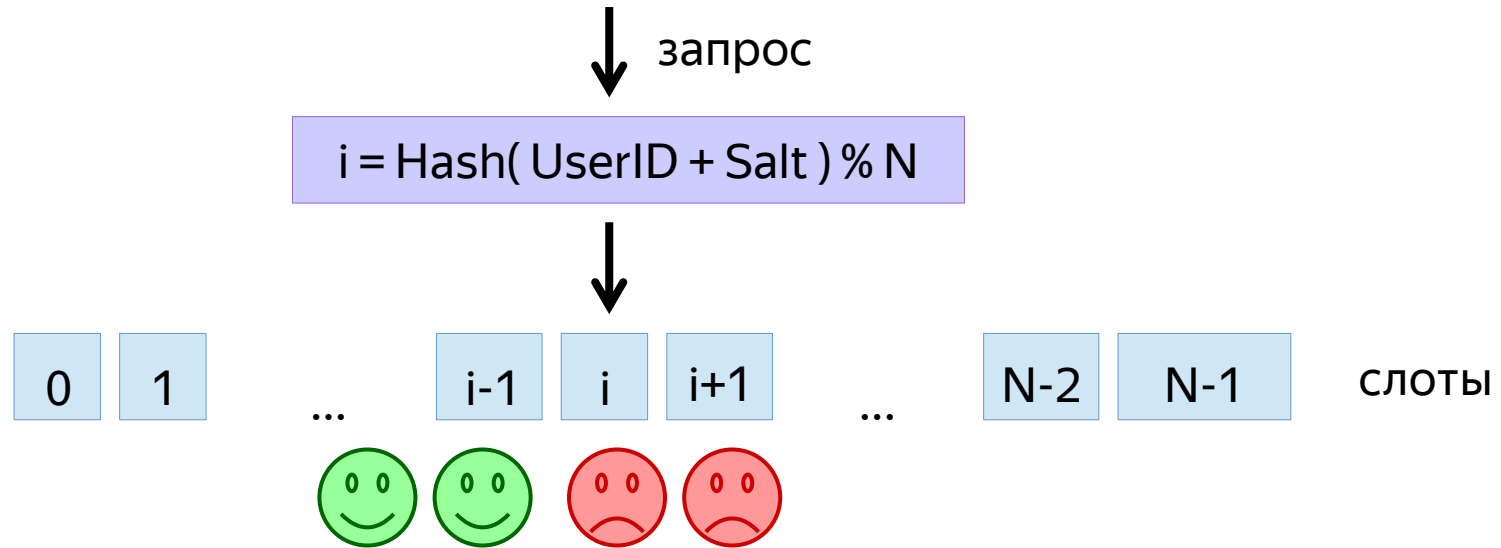 запрос
i = Hash( UserID + Salt ) % N
0 1 ... i-1 i i+1 ... N-2 N-1 слоты